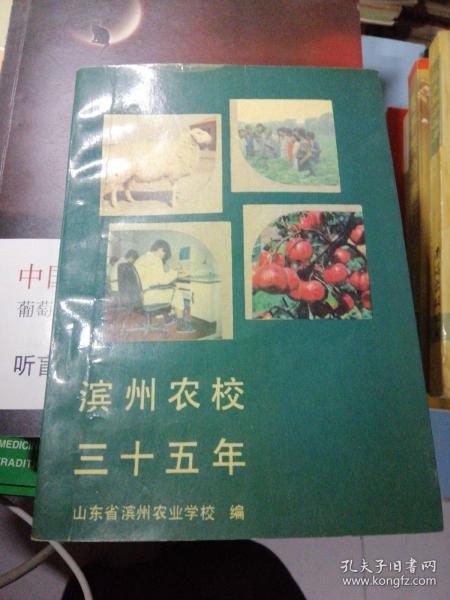 滨州农校
三十五年
山东省滨州农业学校 编
中国
葡萄
听盲
MEDIC
TRADIT
孔夫子旧书网
www.kongfz.com